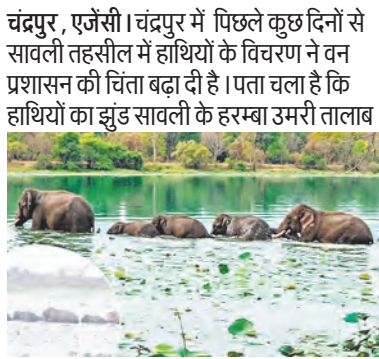 चंद्रपुर, एजेंसी। चंद्रपुर में पिछले कुछ दिनों से
सावली तहसील में हाथियों के विचरण ने वन
प्रशासन की चिंता बढ़ा दी है। पता चला है कि
हाथियों का झुंड सावली के हरम्बा उमरी तालाब